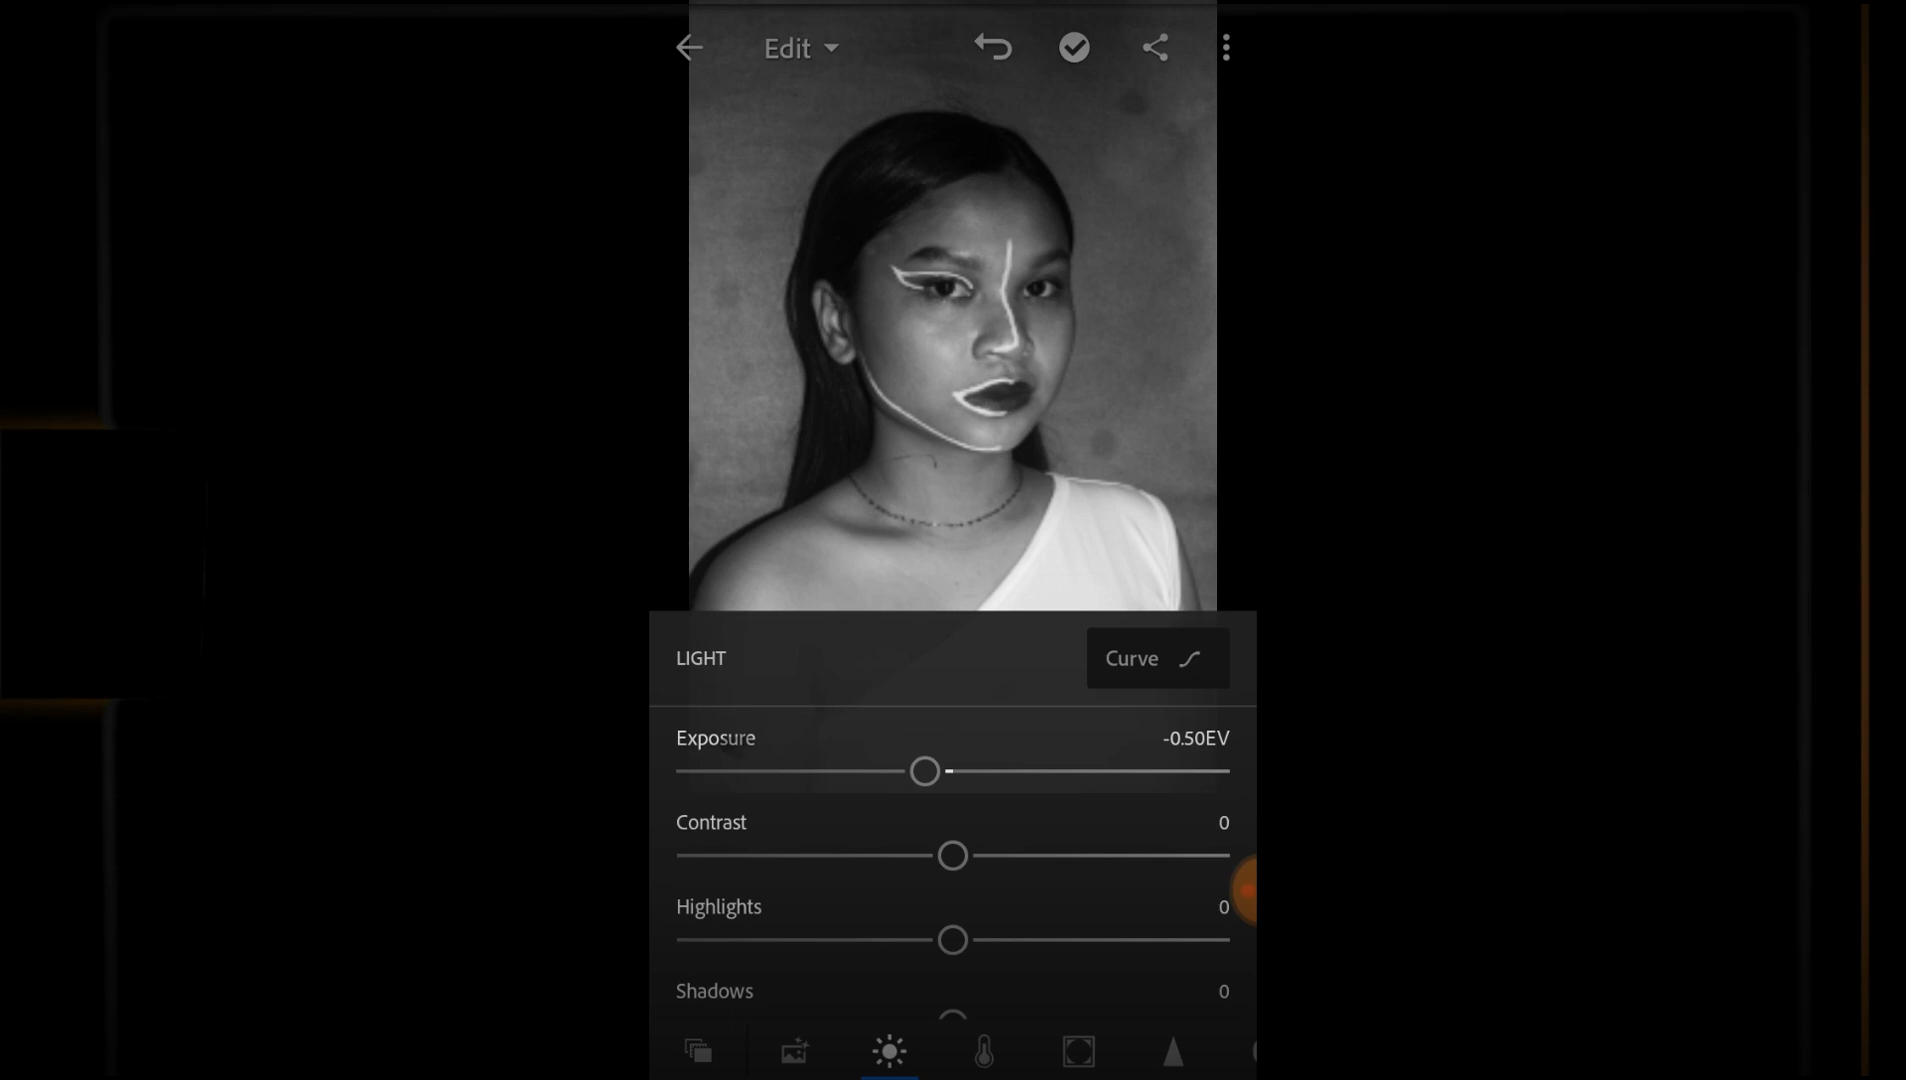 Edit
LIGHT
Curve
Exposure -0.50EV
Contrast 0
Highlights 0
Shadows 0